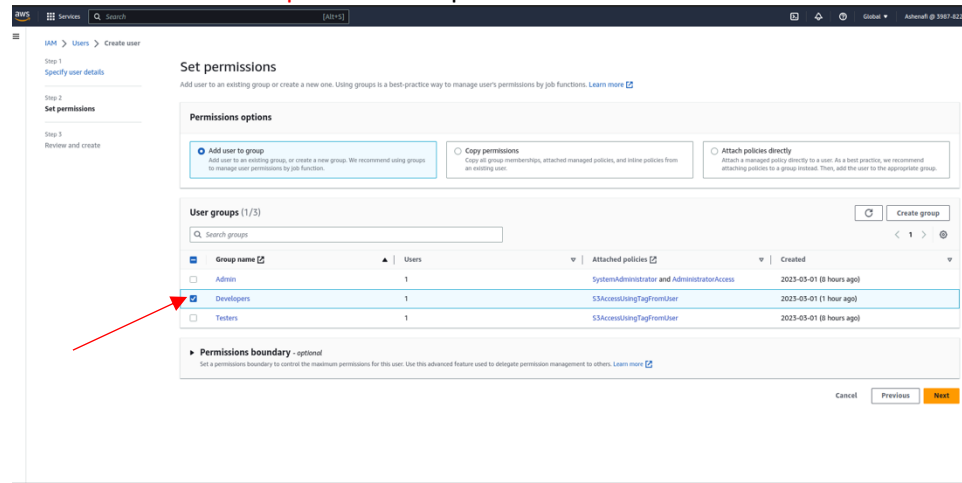 aws
Services
Search
[Alt+S]
Global
Ashenafi @ 3987-822
IAM > Users > Create user
Step 1
Specify user details
Step 2
Set permissions
Step 3
Review and create
Set permissions
Add user to an existing group or create a new one. Using groups is a best-practice way to manage user's permissions by job functions. Learn more
Permissions options
Add user to group
Add user to an existing group, or create a new group. We recommend using groups
to manage user permissions by job function.
Copy permissions
Copy all group memberships, attached managed policies, and inline policies from
an existing user.
Attach policies directly
Attach a managed policy directly to a user. As a best practice, we recommend
attaching policies to a group instead. Then, add the user to the appropriate group.
User groups (1/3)
Create group
Search groups
< 1 >
Group name
Users
Attached policies
Created
Admin 1 SystemAdministrator and AdministratorAccess 2023-03-01 (8 hours ago)
Developers 1 S3AccessUsingTagFromUser 2023-03-01 (1 hour ago)
Testers 1 S3AccessUsingTagFromUser 2023-03-01 (8 hours ago)
Permissions boundary - optional
Set a permissions boundary to control the maximum permissions for this user. Use this advanced feature used to delegate permission management to others. Learn more
Cancel
Previous
Next